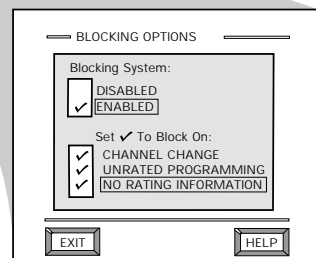 BLOCKING OPTIONS
Blocking System:
DISABLED
ENABLED
Set ✓ To Block On:
CHANNEL CHANGE
UNRATED PROGRAMMING
NO RATING INFORMATION
EXIT
HELP